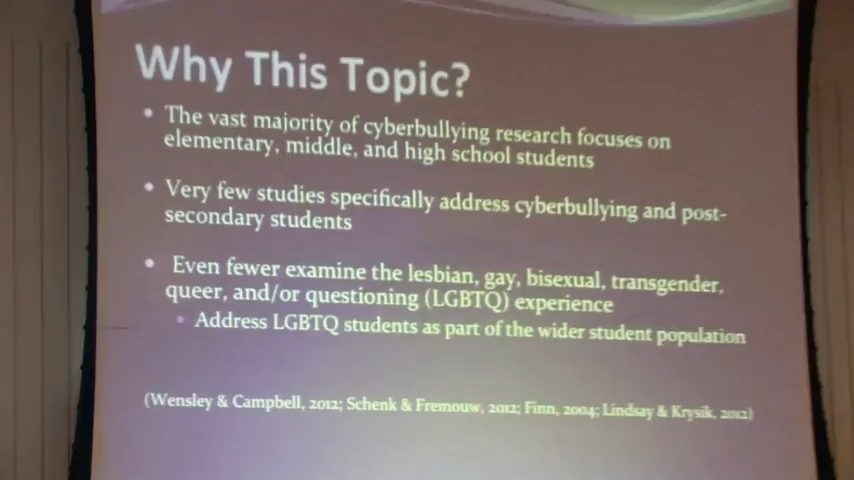 Why This Topic?
• The vast majority of cyberbullying research focuses on
elementary, middle, and high school students
• Very few studies specifically address cyberbullying and post-
secondary students
• Even fewer examine the lesbian, gay, bisexual, transgender,
queer, and/or questioning (LGBTQ) experience
• Address LGBTQ students as part of the wider student population
(Wensley & Campbell, 2012; Schenk & Fremouw, 2012; Finn, 2004; Lindsay & Krysik, 2012)